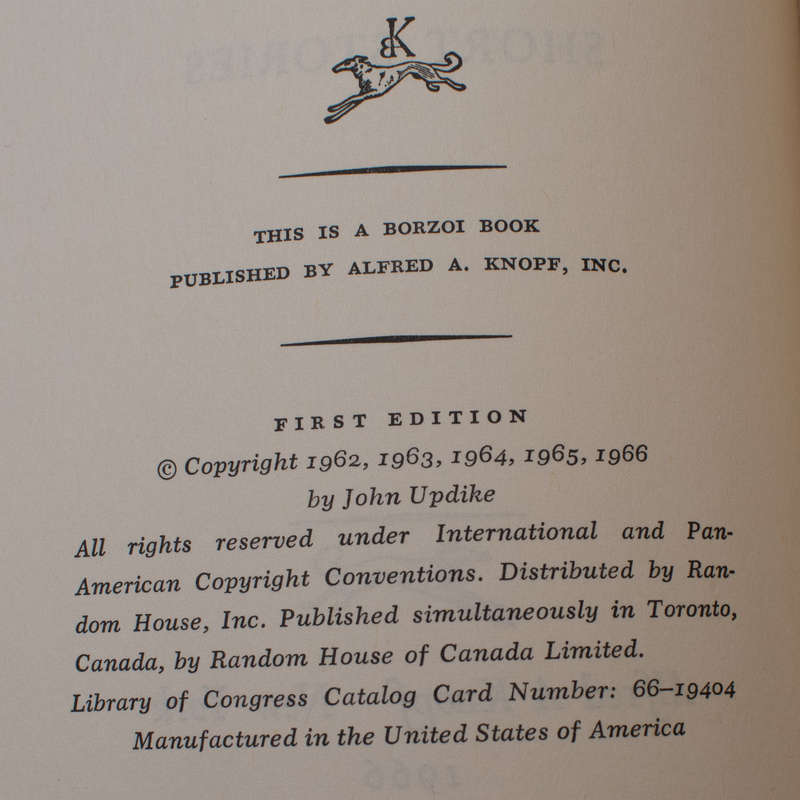 BK
THIS IS A BORZOI BOOK
PUBLISHED BY ALFRED A. KNOPF, INC.
FIRST EDITION
© Copyright 1962, 1963, 1964, 1965, 1966
by John Updike
All rights reserved under International and Pan-
American Copyright Conventions. Distributed by Ran-
dom House, Inc. Published simultaneously in Toronto,
Canada, by Random House of Canada Limited.
Library of Congress Catalog Card Number: 66–19404
Manufactured in the United States of America